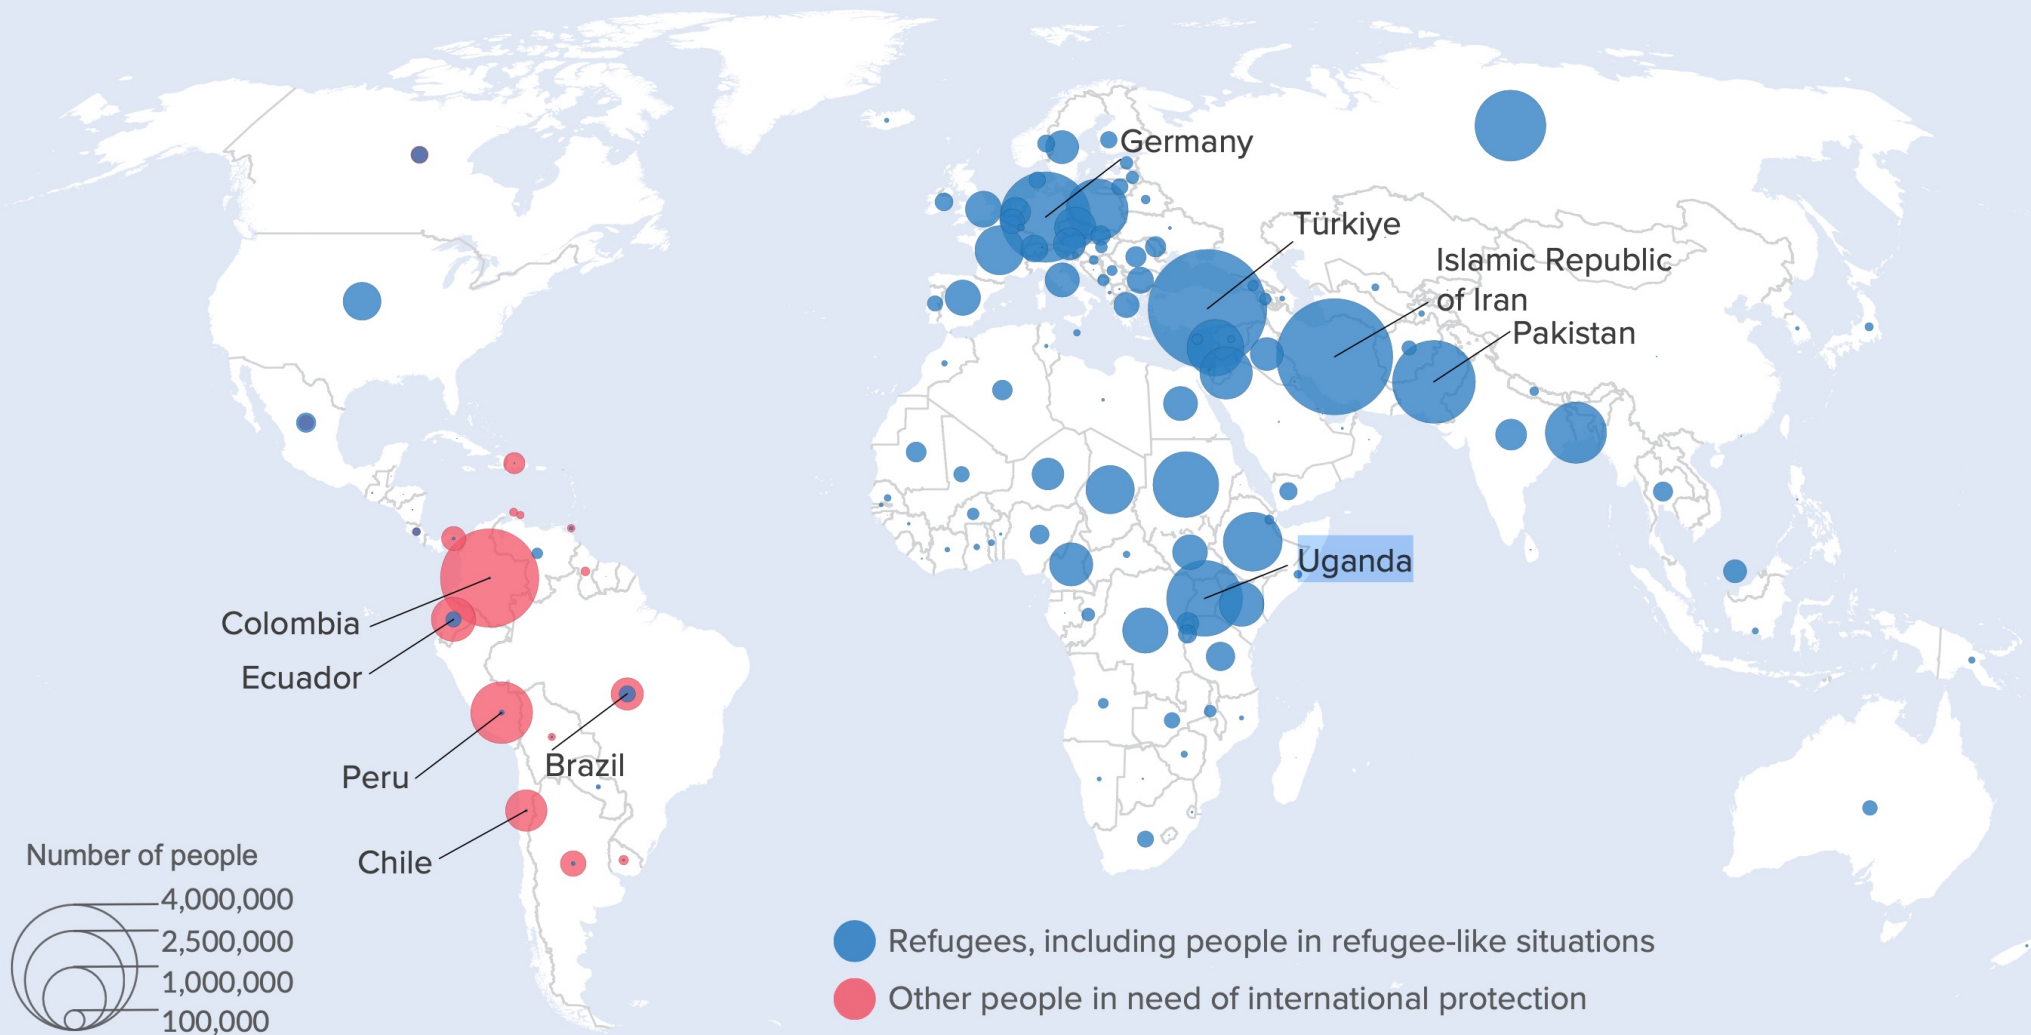 Germany
Türkiye
Islamic Republic
of Iran
Pakistan
Uganda
Colombia
Ecuador
Peru
Brazil
Chile
Number of people
4,000,000
2,500,000
1,000,000
100,000
Refugees, including people in refugee-like situations
Other people in need of international protection